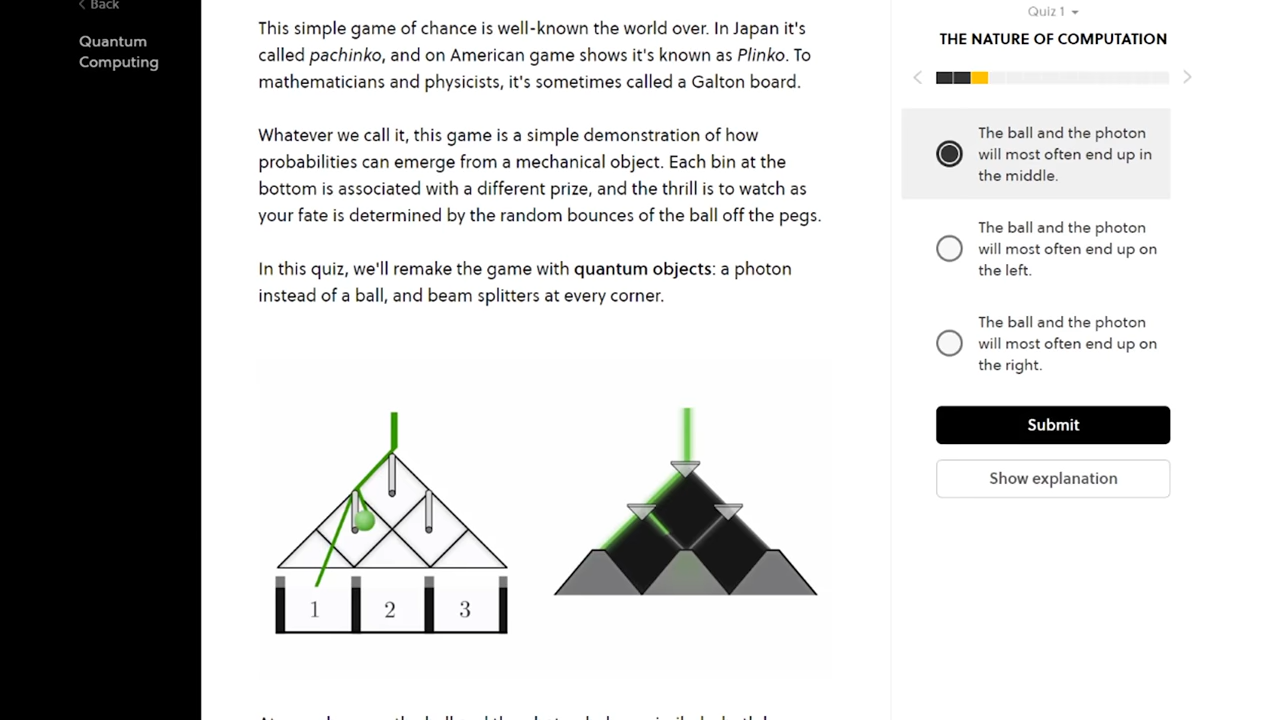 Back
Quantum
Computing
This simple game of chance is well-known the world over. In Japan it's
called pachinko, and on American game shows it's known as Plinko. To
mathematicians and physicists, it's sometimes called a Galton board.
Whatever we call it, this game is a simple demonstration of how
probabilities can emerge from a mechanical object. Each bin at the
bottom is associated with a different prize, and the thrill is to watch as
your fate is determined by the random bounces of the ball off the pegs.
In this quiz, we'll remake the game with quantum objects: a photon
instead of a ball, and beam splitters at every corner.
1 2 3
Quiz 1
THE NATURE OF COMPUTATION
The ball and the photon
will most often end up in
the middle.
The ball and the photon
will most often end up on
the left.
The ball and the photon
will most often end up on
the right.
Submit
Show explanation